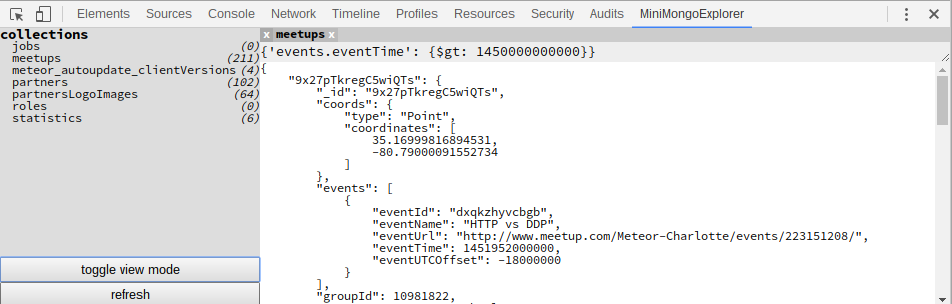 Elements Sources Console Network Timeline Profiles Resources Security Audits MiniMongoExplorer
collections
jobs (0)
meetups (211)
meteor_autoupdate_clientVersions (4)
partners (102)
partnersLogoImages (64)
roles (0)
statistics (6)
toggle view mode
refresh
x meetups x
{'events.eventTime': {$gt: 1450000000000}}
{
"9x27pTkregC5wiQTs": {
"_id": "9x27pTkregC5wiQTs",
"coords": {
"type": "Point",
"coordinates": [
35.16999816894531,
-80.79000091552734
]
},
"events": [
{
"eventId": "dxqkzhyvcbgb",
"eventName": "HTTP vs DDP",
"eventUrl": "http://www.meetup.com/Meteor-Charlotte/events/223151208/",
"eventTime": 1451952000000,
"eventUTCOffset": -18000000
}
],
"groupId": 10981822,